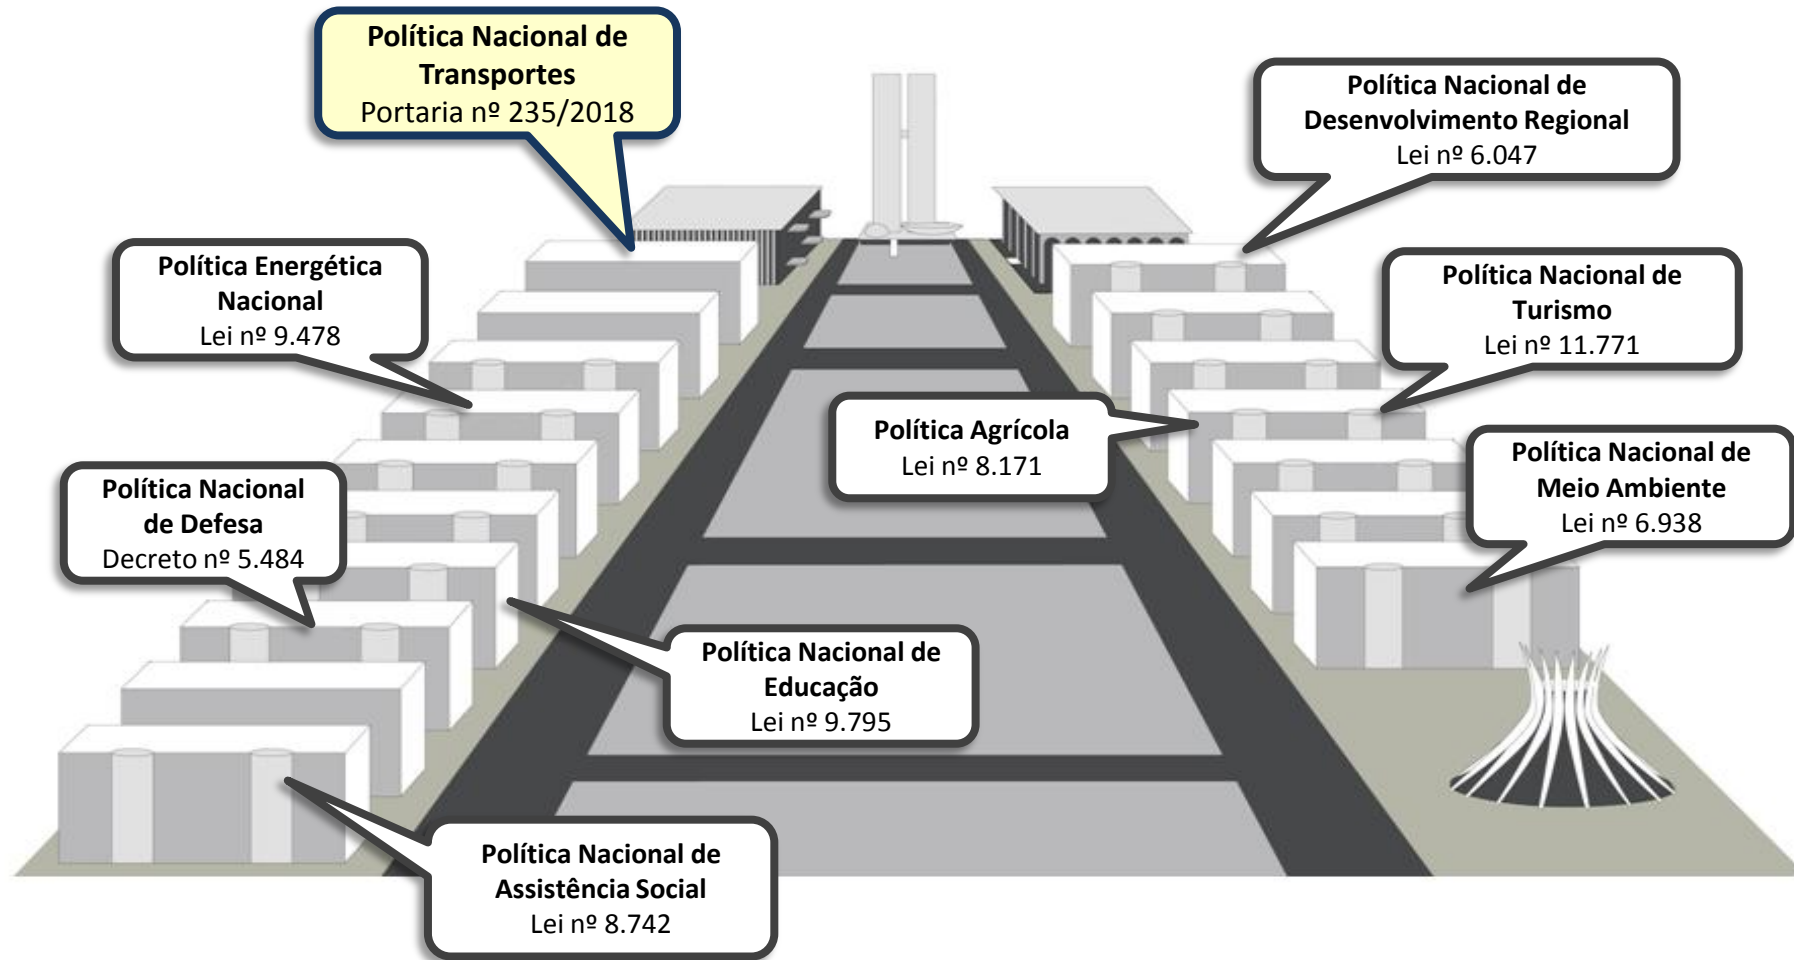 Política Nacional de
Transportes
Portaria nº 235/2018
Política Nacional de
Desenvolvimento Regional
Lei nº 6.047
Política Energética
Nacional
Lei nº 9.478
Política Nacional de
Turismo
Lei nº 11.771
Política Agrícola
Lei nº 8.171
Política Nacional de
Meio Ambiente
Lei nº 6.938
Política Nacional
de Defesa
Decreto nº 5.484
Política Nacional de
Educação
Lei nº 9.795
Política Nacional de
Assistência Social
Lei nº 8.742